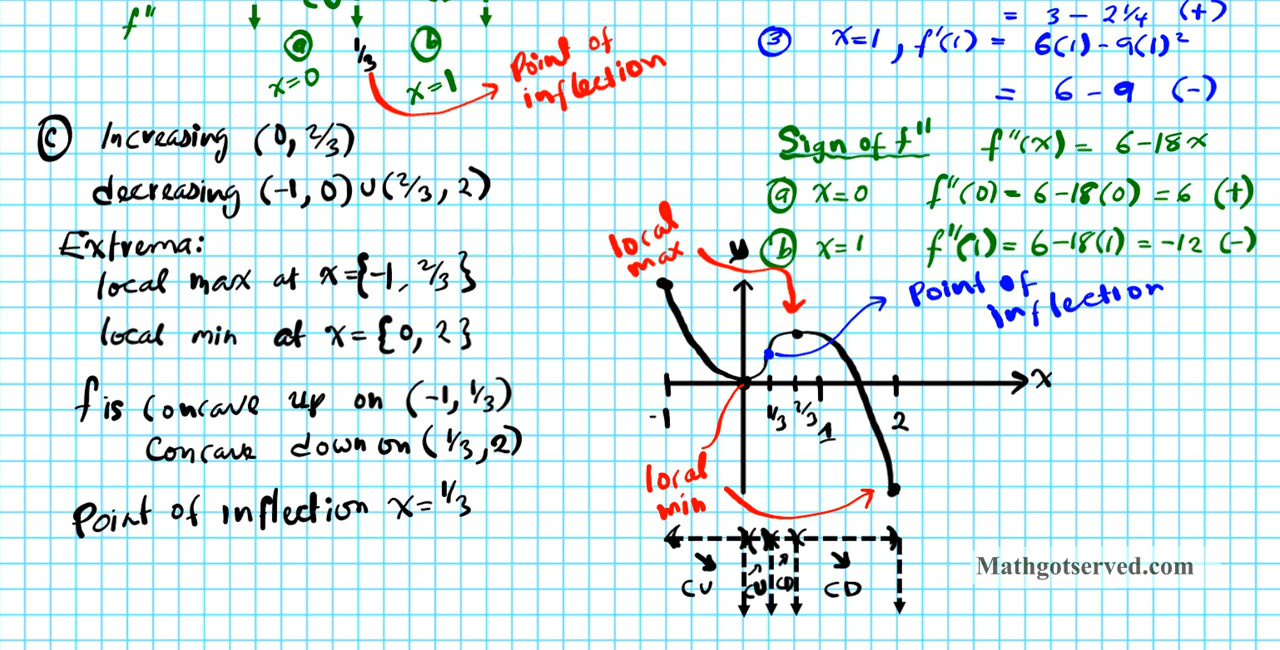 f''
ⓐ 1/3 ⓑ
x=0 x=1
Point of
inflection
= 3 - 2 1/4 (+)
③ x=1, f'(1) = 6(1) - 9(1)²
= 6 - 9 (-)
Sign of f'' f''(x) = 6-18x
ⓐ x=0 f''(0) = 6-18(0) = 6 (+)
ⓑ x=1 f''(1) = 6-18(1) = -12 (-)
ⓒ Increasing (0, 2/3)
decreasing (-1, 0)∪(2/3, 2)
Extrema:
local max at x={-1, 2/3}
local min at x={0, 2}
f is concave up on (-1, 1/3)
Concave down on (1/3, 2)
Point of inflection x=1/3
local
max
y
Point of
inflection
x
-1 1/3 2/3 1 2
local
min
CU CU CD CD
Mathgotserved.com